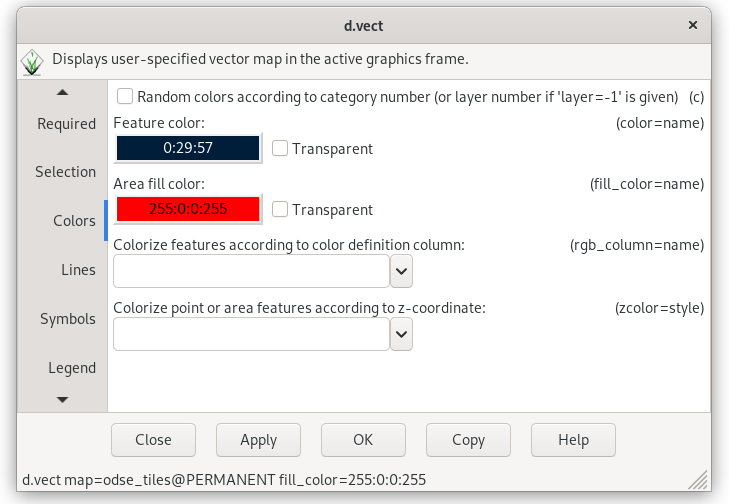 d.vect ×
Displays user-specified vector map in the active graphics frame.
Required
Selection
Colors
Lines
Symbols
Legend
Random colors according to category number (or layer number if 'layer=-1' is given) (c)
Feature color: (color=name)
0:29:57 Transparent
Area fill color: (fill_color=name)
255:0:0:255 Transparent
Colorize features according to color definition column: (rgb_column=name)
Colorize point or area features according to z-coordinate: (zcolor=style)
Close Apply OK Copy Help
d.vect map=odse_tiles@PERMANENT fill_color=255:0:0:255